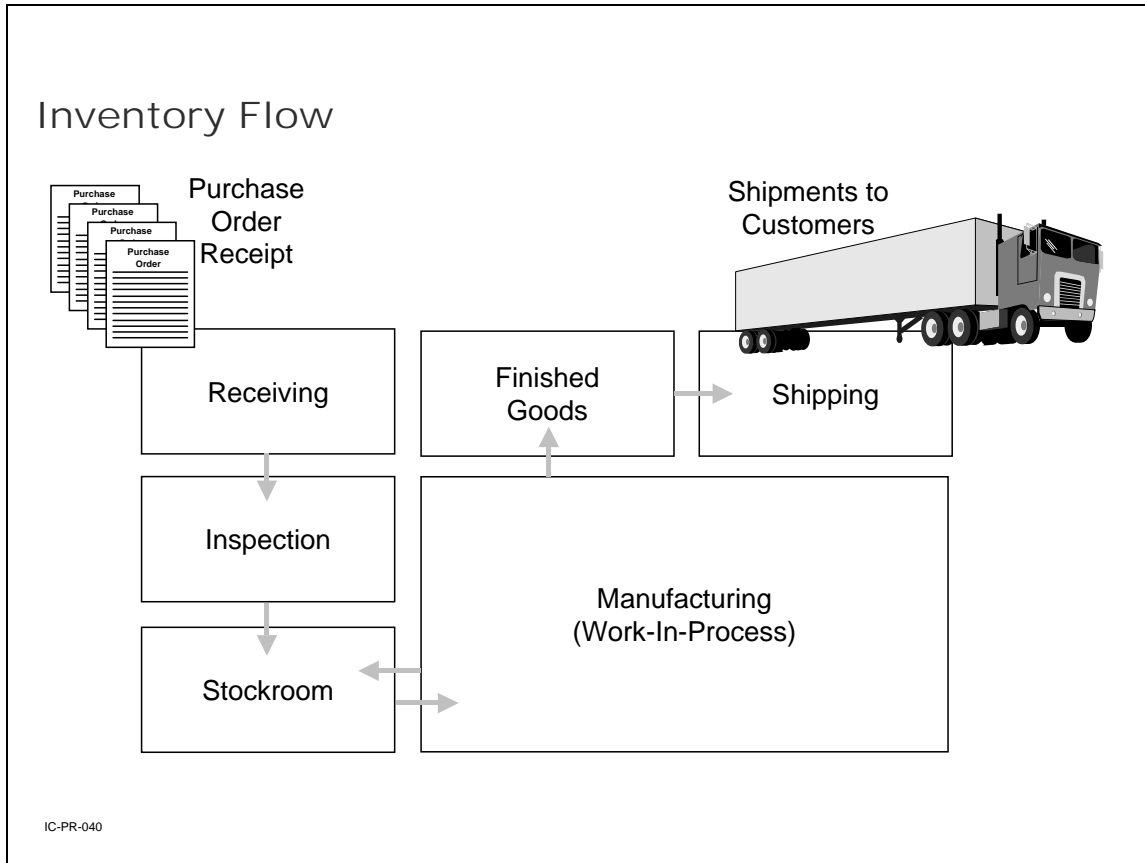 Inventory Flow
Purchase
Purchase
Purchase
Purchase
Order
Purchase
Order
Receipt
Shipments to
Customers
Receiving
Finished
Goods
Shipping
Inspection
Manufacturing
(Work-In-Process)
Stockroom
IC-PR-040